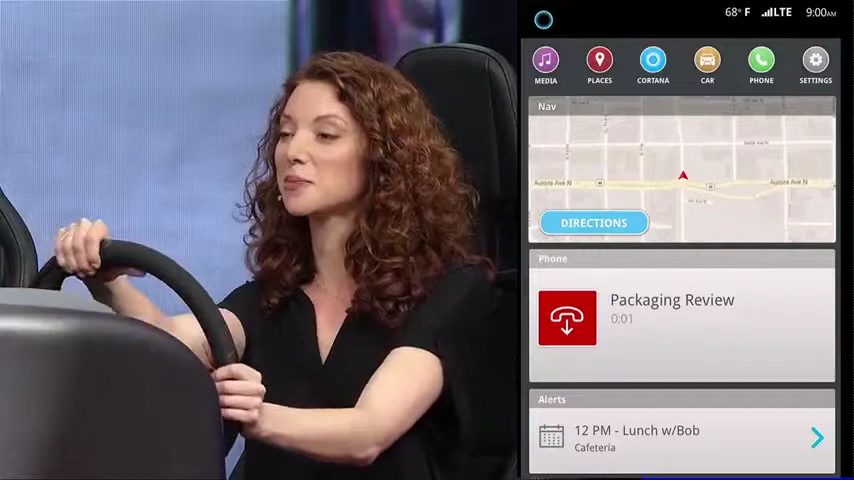 68° F LTE 9:00AM
MEDIA PLACES CORTANA CAR PHONE SETTINGS
Nav
Aurora Ave N Aurora Ave N
DIRECTIONS
Phone
Packaging Review
0:01
Alerts
12 PM - Lunch w/Bob
Cafeteria